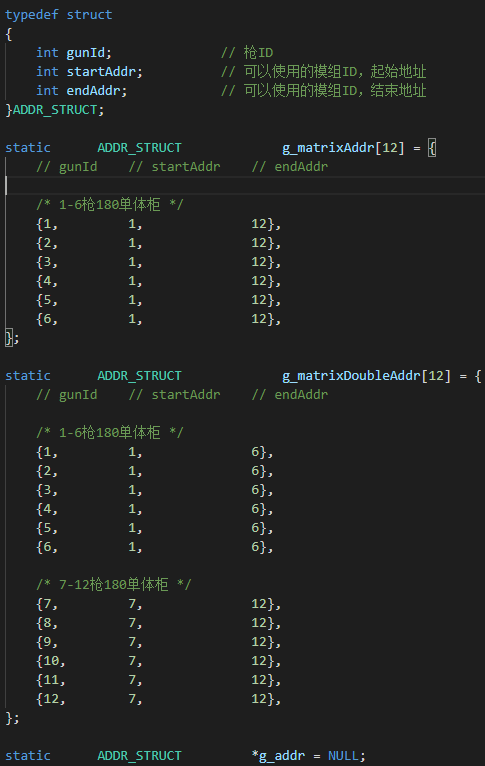 typedef struct
{
    int gunId;              // 枪ID
    int startAddr;          // 可以使用的模组ID，起始地址
    int endAddr;            // 可以使用的模组ID，结束地址
}ADDR_STRUCT;
static      ADDR_STRUCT             g_matrixAddr[12] = {
    // gunId    // startAddr    // endAddr
    /* 1-6枪180单体柜 */
    {1,         1,              12},
    {2,         1,              12},
    {3,         1,              12},
    {4,         1,              12},
    {5,         1,              12},
    {6,         1,              12},
};
static      ADDR_STRUCT             g_matrixDoubleAddr[12] = {
    // gunId    // startAddr    // endAddr
    /* 1-6枪180单体柜 */
    {1,         1,              6},
    {2,         1,              6},
    {3,         1,              6},
    {4,         1,              6},
    {5,         1,              6},
    {6,         1,              6},
    /* 7-12枪180单体柜 */
    {7,         7,              12},
    {8,         7,              12},
    {9,         7,              12},
    {10,        7,              12},
    {11,        7,              12},
    {12,        7,              12},
};
static      ADDR_STRUCT         *g_addr = NULL;